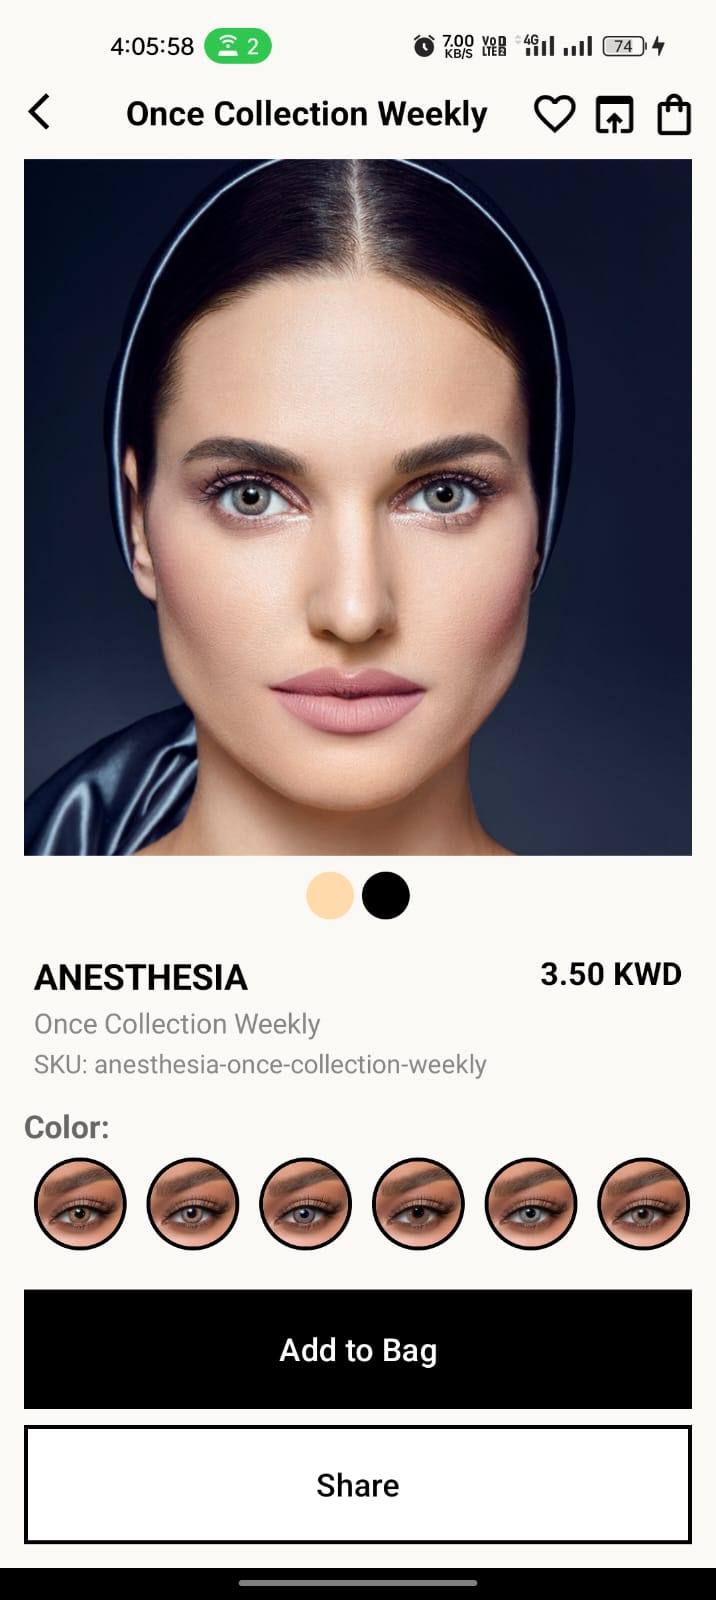 4:05:58 2 7.00 KB/S VoD LTE2 4G 74
Once Collection Weekly
ANESTHESIA 3.50 KWD
Once Collection Weekly
SKU: anesthesia-once-collection-weekly
Color:
Add to Bag
Share